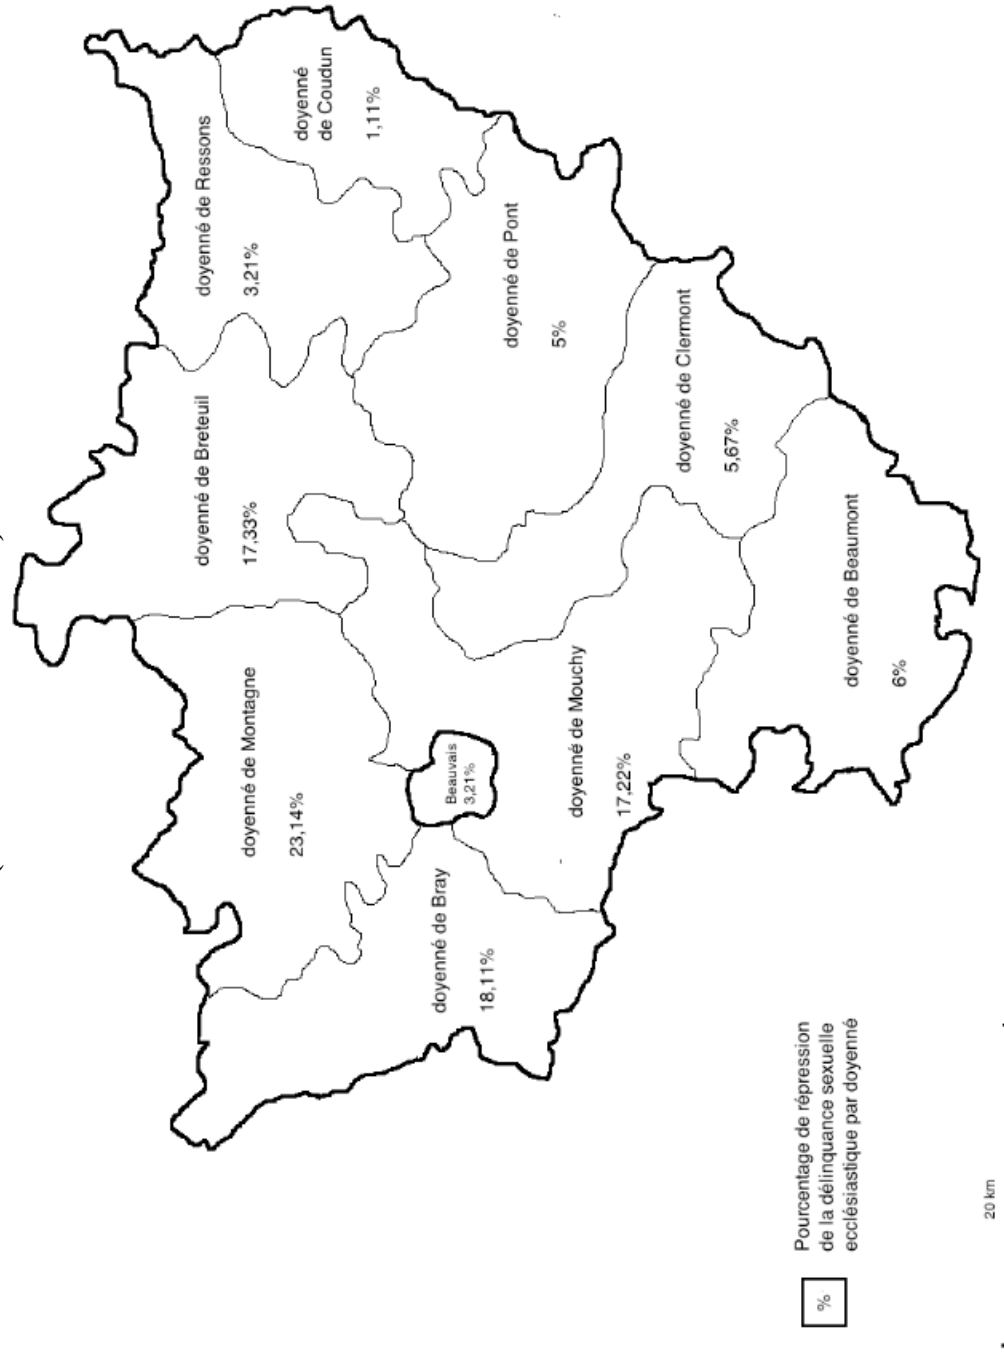 doyenné de Bray
18,11%
doyenné de Montagne
23,14%
Beauvais
3,21%
doyenné de Mouchy
17,22%
doyenné de Breteuil
17,33%
doyenné de Ressons
3,21%
doyenné
de Coudun
1,11%
doyenné de Pont
5%
doyenné de Clermont
5,67%
doyenné de Beaumont
6%
%
Pourcentage de répression
de la délinquance sexuelle
ecclésiastique par doyenné
20 km